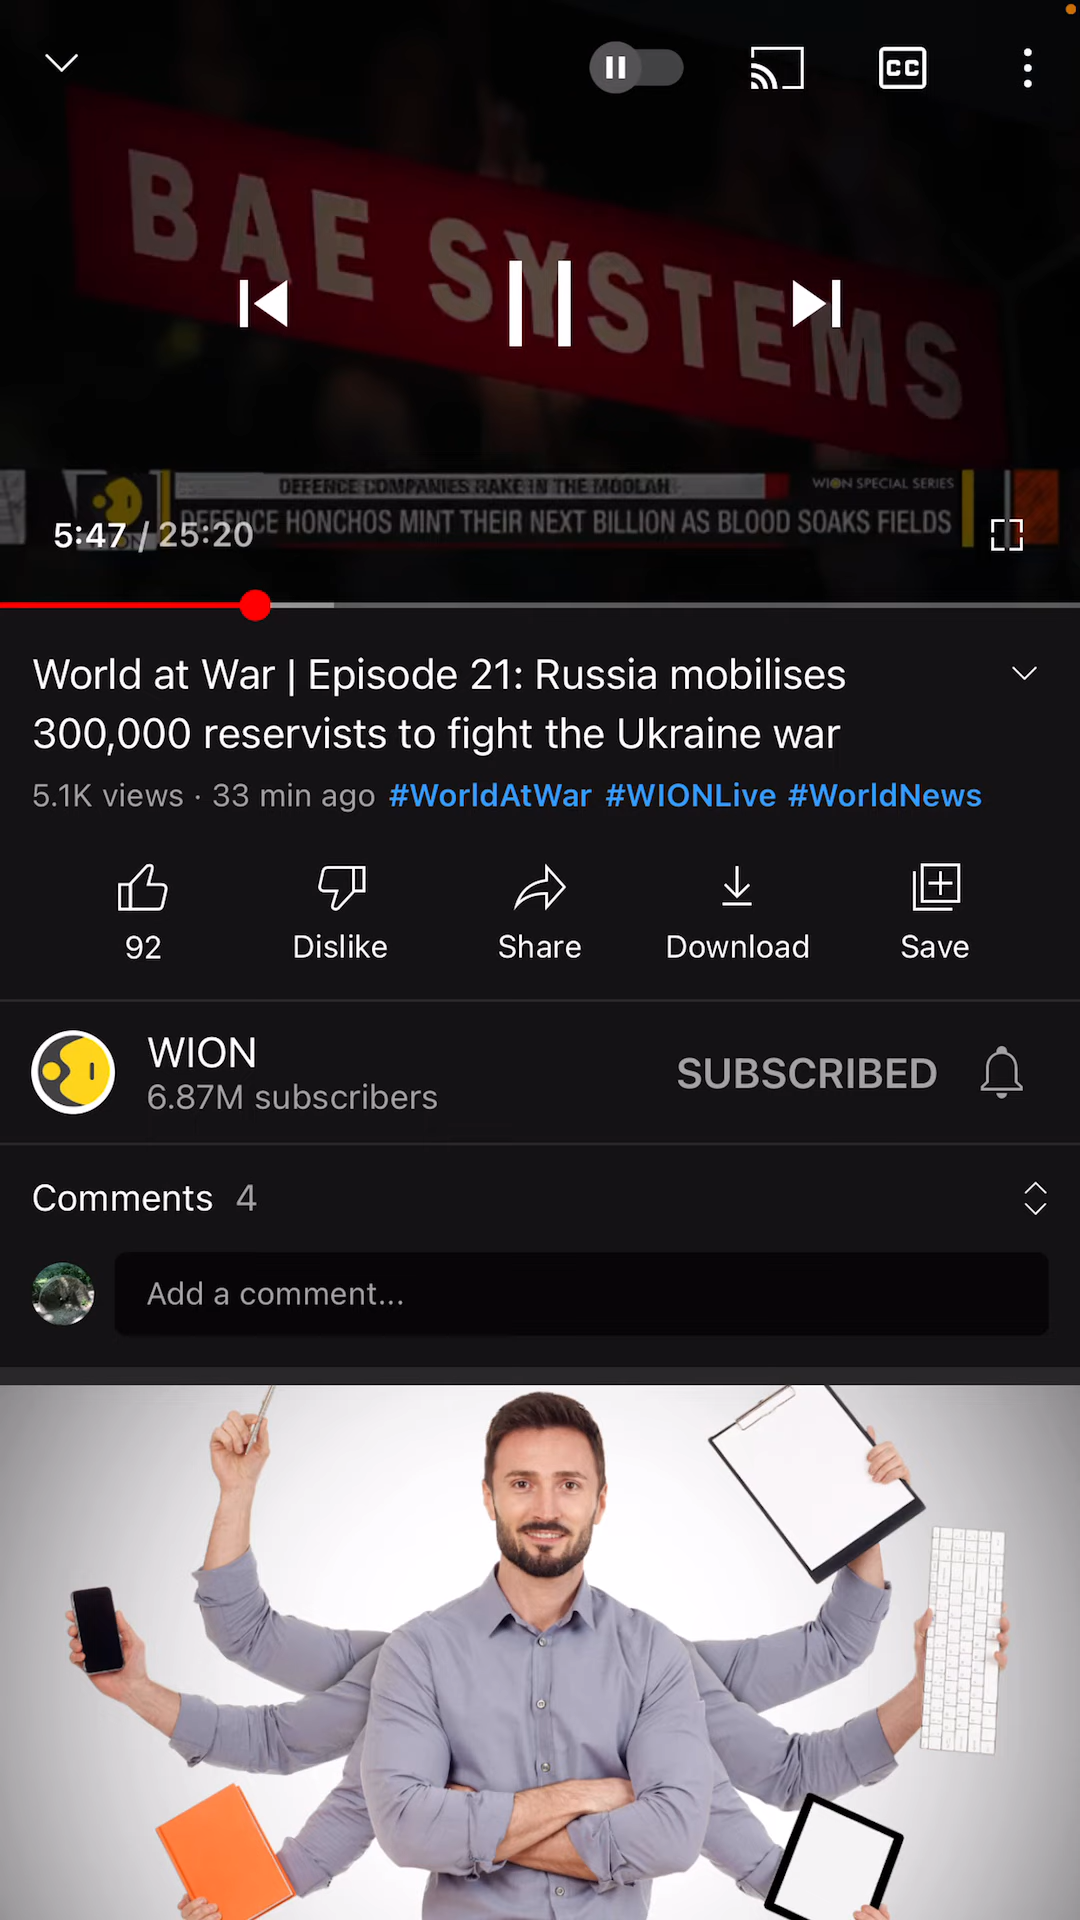 CC
BAE SYSTEMS
DEFENCE COMPANIES RAKE IN THE MOOLAH
WION SPECIAL SERIES
DEFENCE HONCHOS MINT THEIR NEXT BILLION AS BLOOD SOAKS FIELDS
5:47 / 25:20
World at War | Episode 21: Russia mobilises
300,000 reservists to fight the Ukraine war
5.1K views · 33 min ago #WorldAtWar #WIONLive #WorldNews
92
Dislike
Share
Download
Save
WION
6.87M subscribers
SUBSCRIBED
Comments 4
Add a comment...